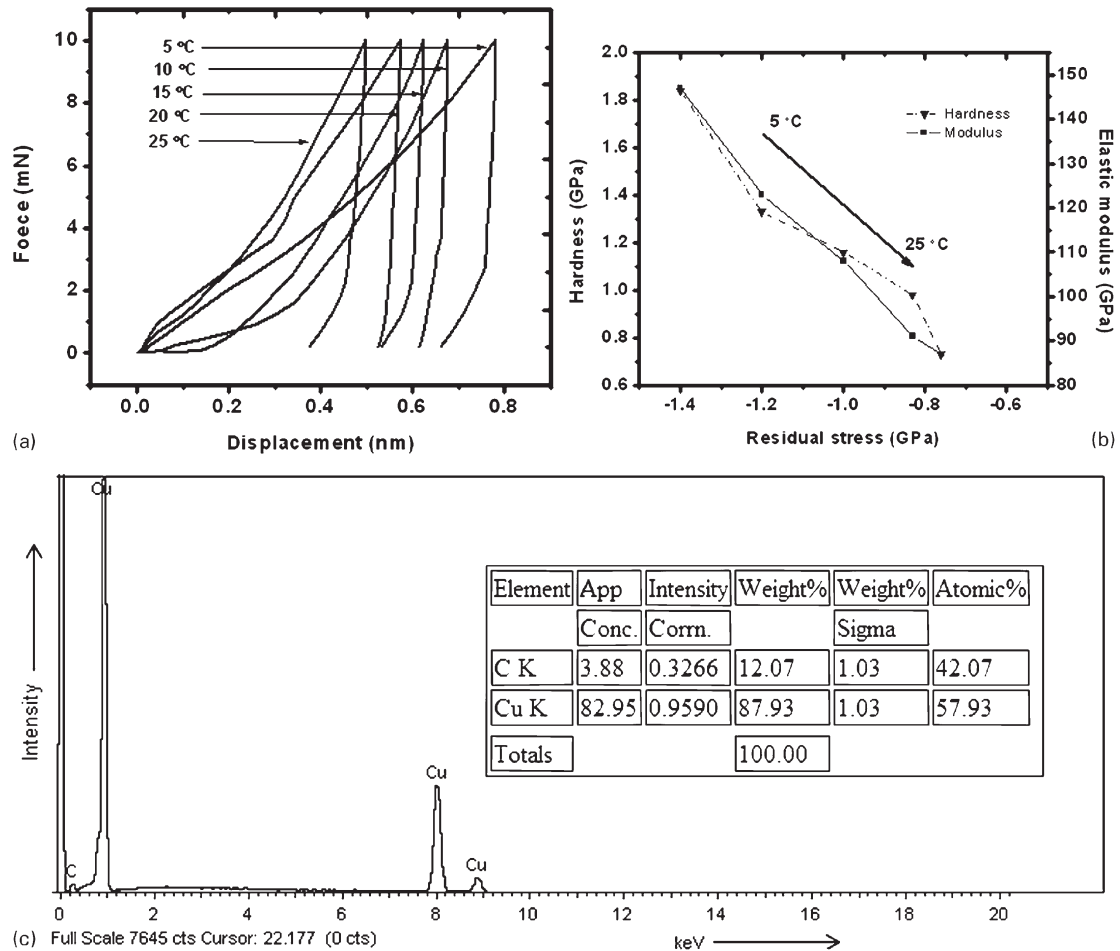 10
8
6
4
2
0
Foece (mN)
5 °C
10 °C
15 °C
20 °C
25 °C
0.0 0.2 0.4 0.6 0.8
Displacement (nm)
(a)
2.0
1.8
1.6
1.4
1.2
1.0
0.8
0.6
Hardness (GPa)
5 °C
25 °C
Hardness
Modulus
150
140
130
120
110
100
90
80
Elastic modulus (GPa)
-1.4 -1.2 -1.0 -0.8 -0.6
Residual stress (GPa)
(b)
Cu
Intensity
Element App Intensity Weight% Weight% Atomic%
Conc. Corrn. Sigma
C K 3.88 0.3266 12.07 1.03 42.07
Cu K 82.95 0.9590 87.93 1.03 57.93
Totals 100.00
Cu
Cu
C
0 2 4 6 8 10 12 14 16 18 20
(c) Full Scale 7645 cts Cursor: 22.177 (0 cts) keV